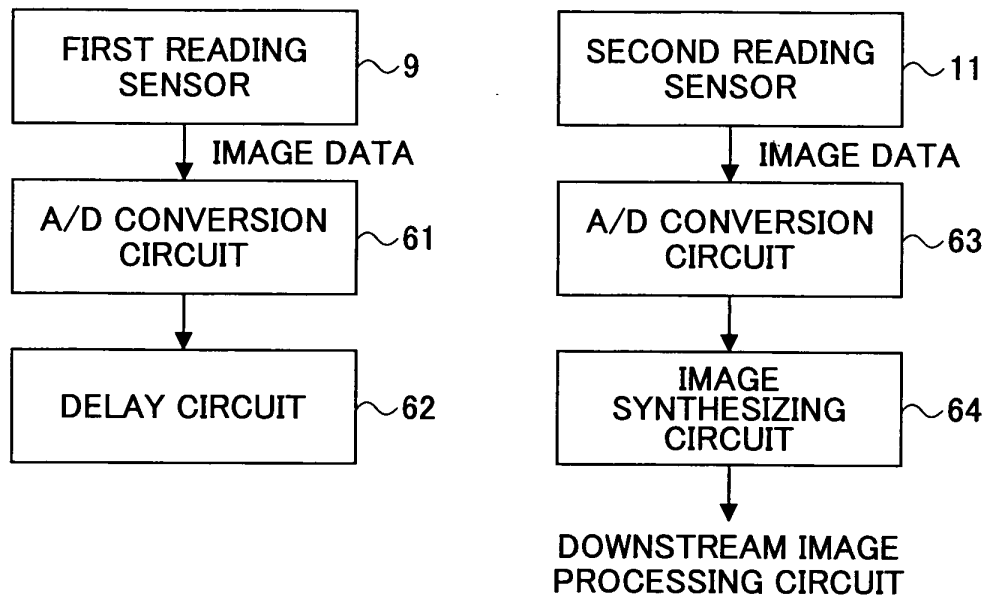 FIRST READING
SENSOR
9
IMAGE DATA
A/D CONVERSION
CIRCUIT
61
DELAY CIRCUIT
62
SECOND READING
SENSOR
11
IMAGE DATA
A/D CONVERSION
CIRCUIT
63
IMAGE
SYNTHESIZING
CIRCUIT
64
DOWNSTREAM IMAGE
PROCESSING CIRCUIT